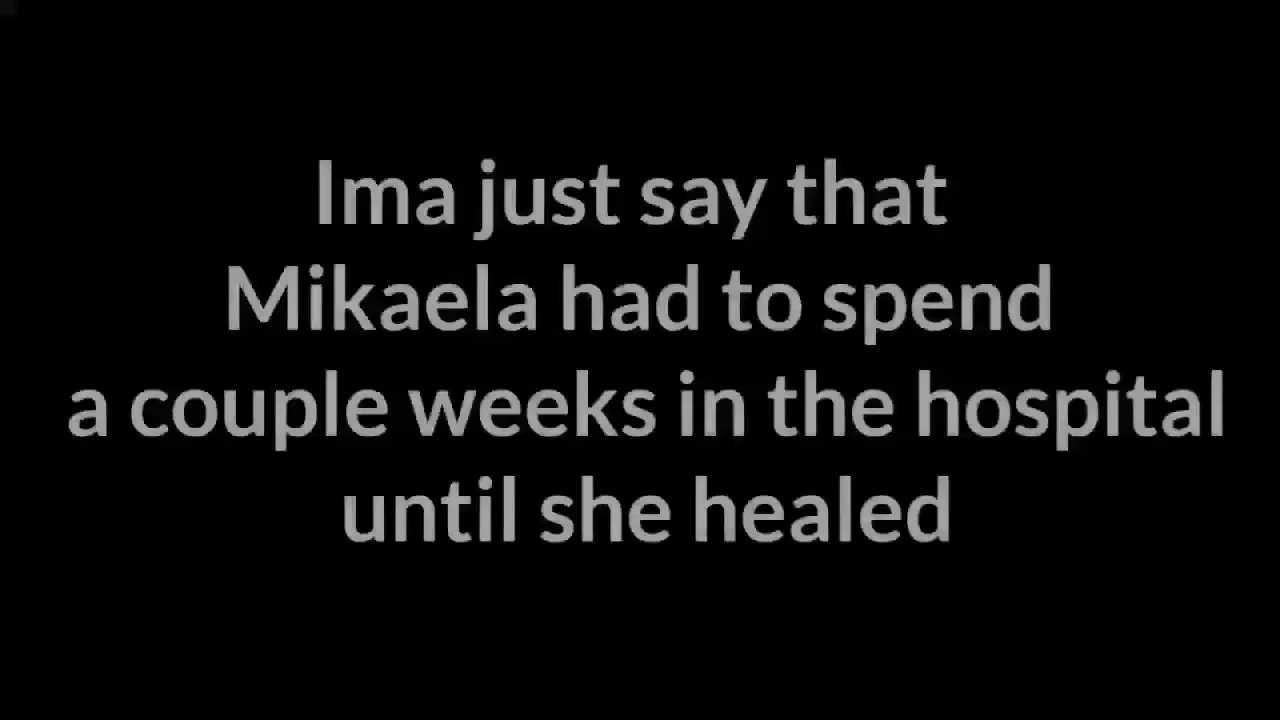 Ima just say that
Mikaela had to spend
a couple weeks in the hospital
until she healed